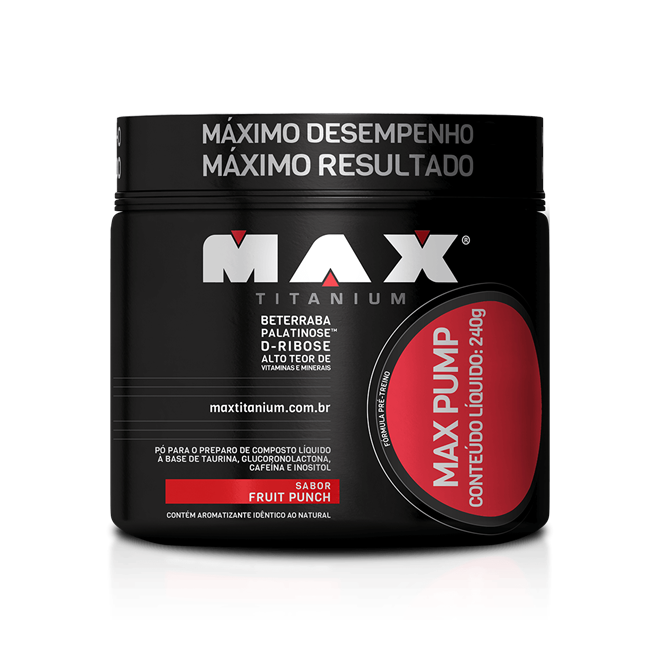 MÁXIMO DESEMPENHO
MÁXIMO RESULTADO
MAX®
TITANIUM
BETERRABA
PALATINOSE™
D-RIBOSE
ALTO TEOR DE
VITAMINAS E MINERAIS
maxtitanium.com.br
PÓ PARA O PREPARO DE COMPOSTO LÍQUIDO
À BASE DE TAURINA, GLUCORONOLACTONA,
CAFEÍNA E INOSITOL
SABOR
FRUIT PUNCH
CONTÉM AROMATIZANTE IDÊNTICO AO NATURAL
FÓRMULA PRÉ-TREINO
MAX PUMP
CONTEÚDO LÍQUIDO: 240g